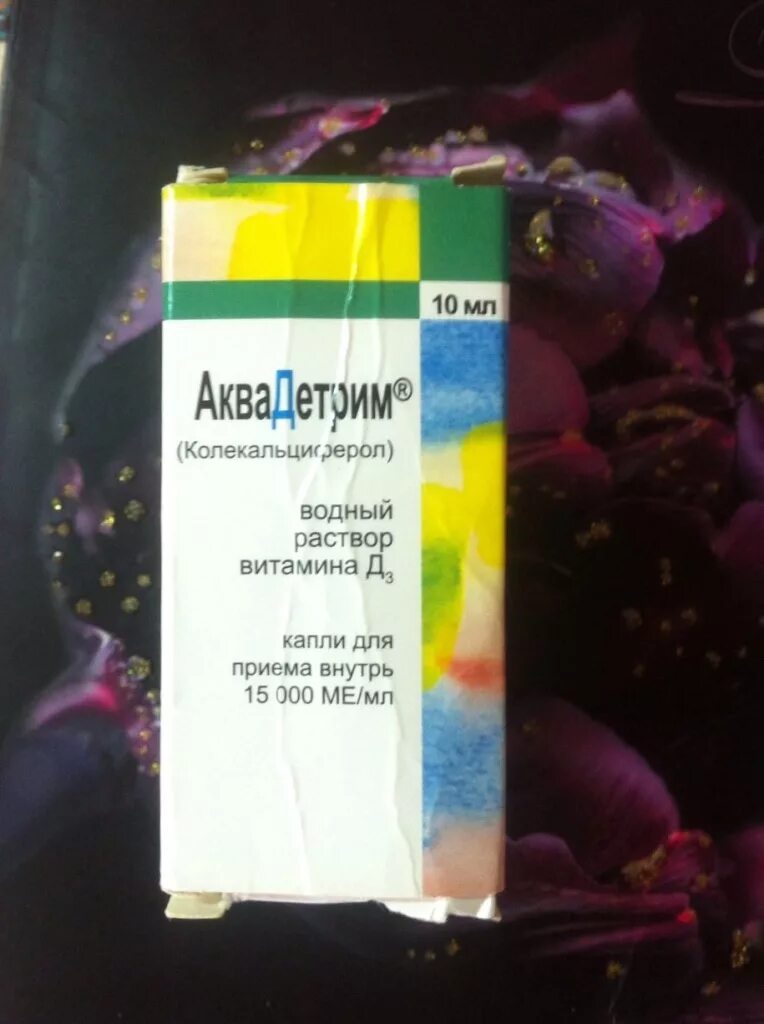 10 мл
АкваДетрим®
(Колекальциферол)
водный
раствор
витамина Д₃
капли для
приема внутрь
15 000 МЕ/мл